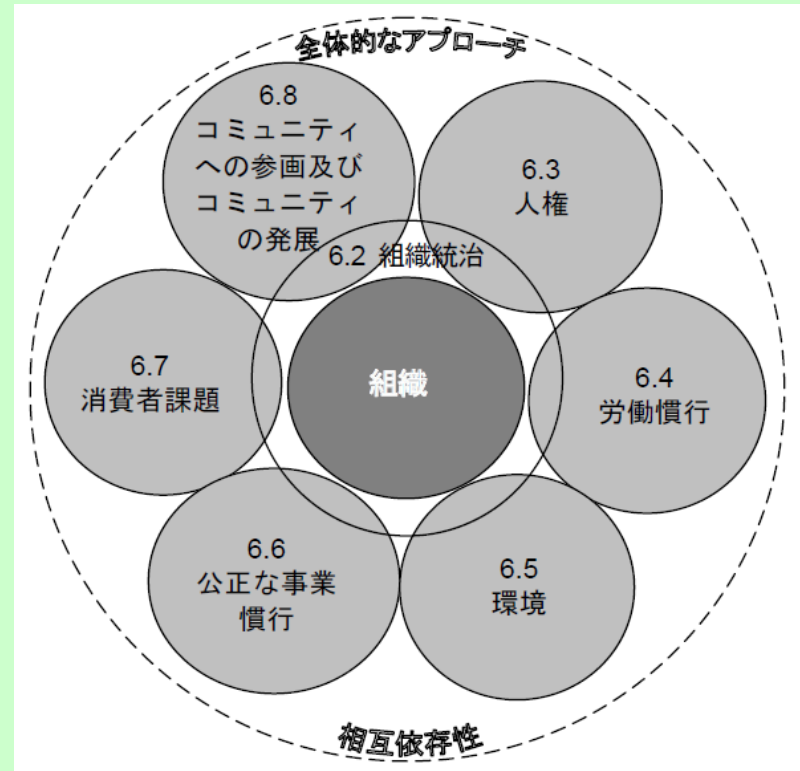 全体的なアプローチ
6.8
コミュニティ
への参画及び
コミュニティ
の発展
6.3
人権
6.2 組織統治
6.7
消費者課題
組織
6.4
労働慣行
6.6
公正な事業
慣行
6.5
環境
相互依存性